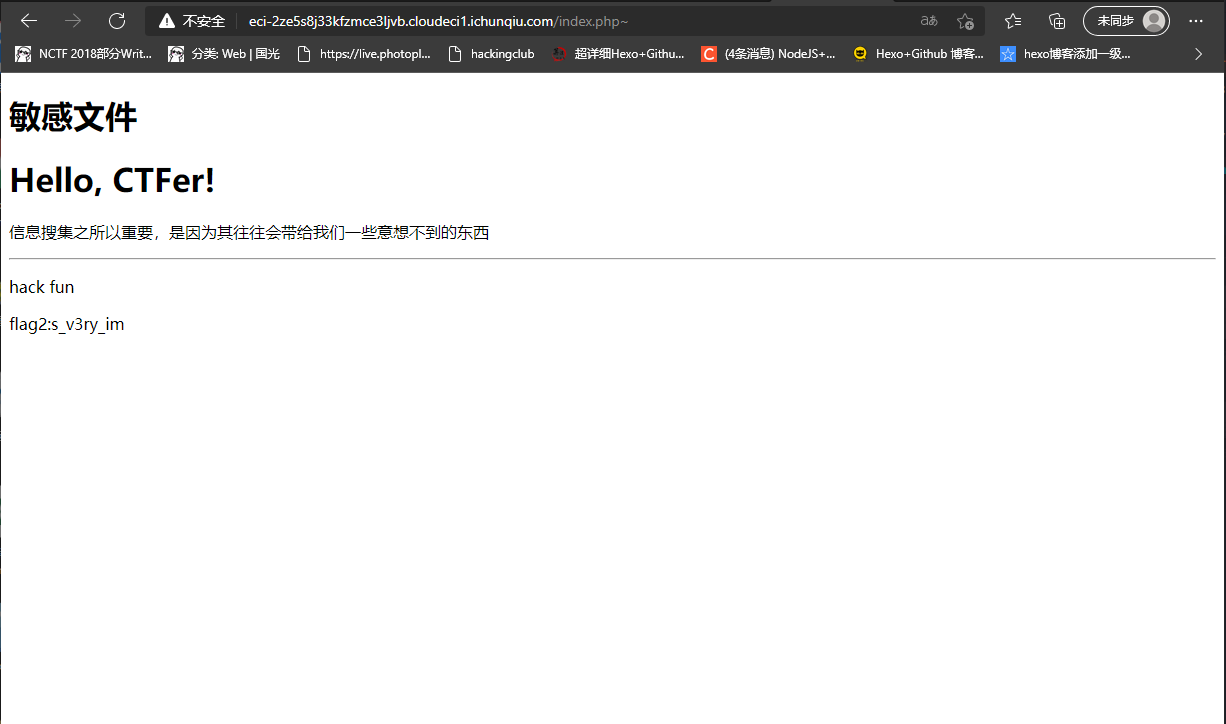 未同步
不安全 eci-2ze5s8j33kfzmce3ljvb.cloudeci1.ichunqiu.com/index.php~ aあ
NCTF 2018部分Writ... 分类: Web | 国光 https://live.photopl... hackingclub 超详细Hexo+Githu... (4条消息) NodeJS+... Hexo+Github 博客... hexo博客添加一级...
敏感文件
Hello, CTFer!
信息搜集之所以重要，是因为其往往会带给我们一些意想不到的东西
hack fun
flag2:s_v3ry_im